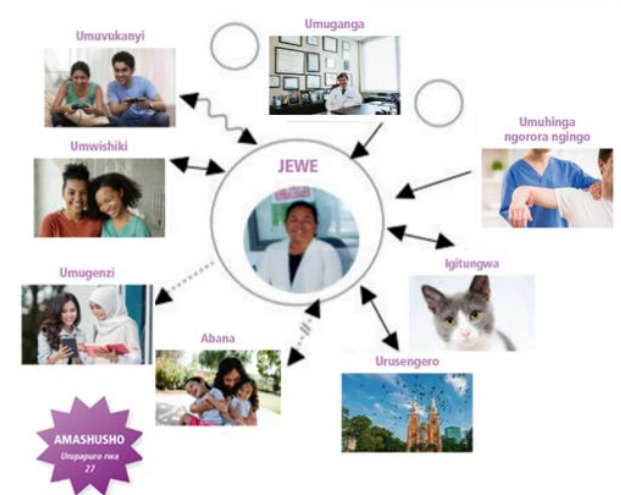 Umuvukanyi
Umuganga
Umuhinga
ngorora ngingo
Umwishiki
JEWE
Igitungwa
Umugenzi
Abana
Urusengero
AMASHUSHO
Urupapuro rwa
27